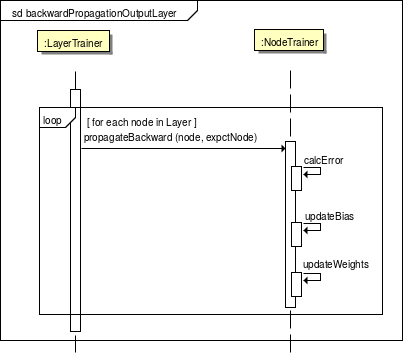 sd backwardPropagationOutputLayer
:LayerTrainer
:NodeTrainer
loop
[ for each node in Layer ]
propagateBackward (node, expctNode)
calcError
updateBias
updateWeights